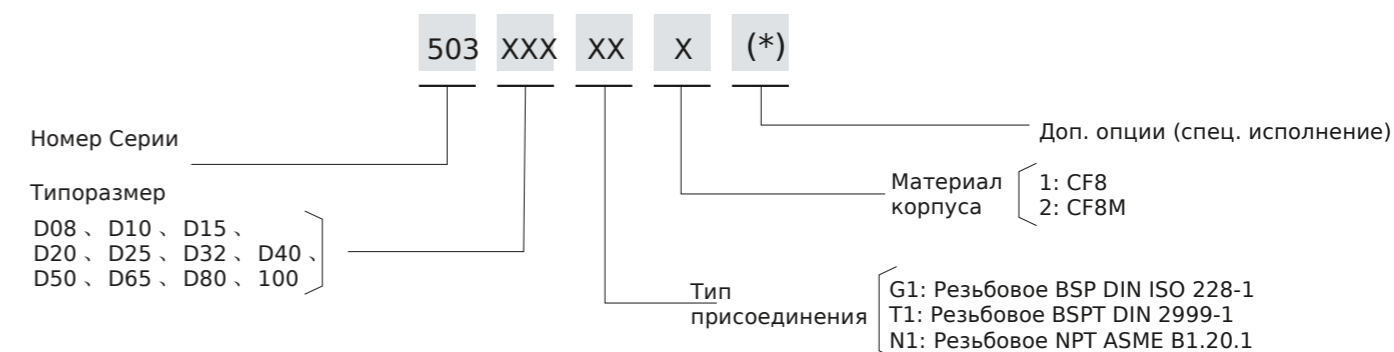 503 XXX XX X (*)
Номер Серии
Доп. опции (спец. исполнение)
Типоразмер
D08 、 D10 、 D15 、
D20 、 D25 、 D32 、 D40 、
D50 、 D65 、 D80 、 100
Материал
корпуса
1: CF8
2: CF8M
Тип
присоединения
G1: Резьбовое BSP DIN ISO 228-1
T1: Резьбовое BSPT DIN 2999-1
N1: Резьбовое NPT ASME B1.20.1